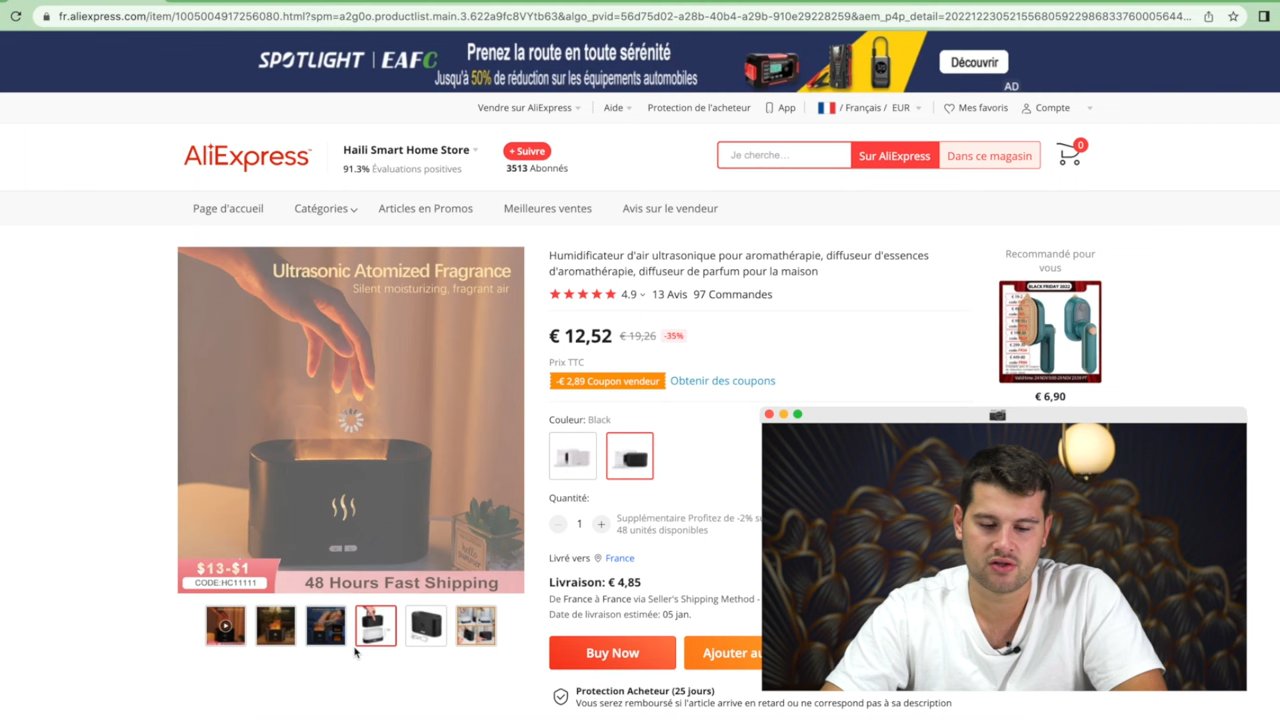 fr.aliexpress.com/item/1005004917256080.html?spm=a2g0o.productlist.main.3.622a9fc8VYtb63&algo_pvid=56d75d02-a28b-40b4-a29b-910e29228259&aem_p4p_detail=202212230521556805922986833760005644...
SPOTLIGHT | EAFC
Prenez la route en toute sérénité
Jusqu'à 50% de réduction sur les équipements automobiles
Découvrir
AD
Vendre sur AliExpress
Aide
Protection de l'acheteur
App
/ Français / EUR
Mes favoris
Compte
AliExpress
Haili Smart Home Store
91.3% Évaluations positives
+ Suivre
3513 Abonnés
Je cherche...
Sur AliExpress
Dans ce magasin
0
Page d'accueil
Catégories
Articles en Promos
Meilleures ventes
Avis sur le vendeur
Ultrasonic Atomized Fragrance
Silent moisturizing, fragrant air
$13-$1
CODE:HC11111
48 Hours Fast Shipping
Humidificateur d'air ultrasonique pour aromathérapie, diffuseur d'essences
d'aromathérapie, diffuseur de parfum pour la maison
4.9
13 Avis
97 Commandes
€ 12,52
€ 19,26
-35%
Prix TTC
-€ 2,89 Coupon vendeur
Obtenir des coupons
Couleur: Black
Quantité:
1
Supplémentaire Profitez de -2% s
48 unités disponibles
Livré vers
France
Livraison: € 4,85
De France à France via Seller's Shipping Method -
Date de livraison estimée: 05 jan.
Buy Now
Ajouter au
Protection Acheteur (25 jours)
Vous serez remboursé si l'article arrive en retard ou ne correspond pas à sa description
Recommandé pour
vous
BLACK FRIDAY 2022
€ 6,90